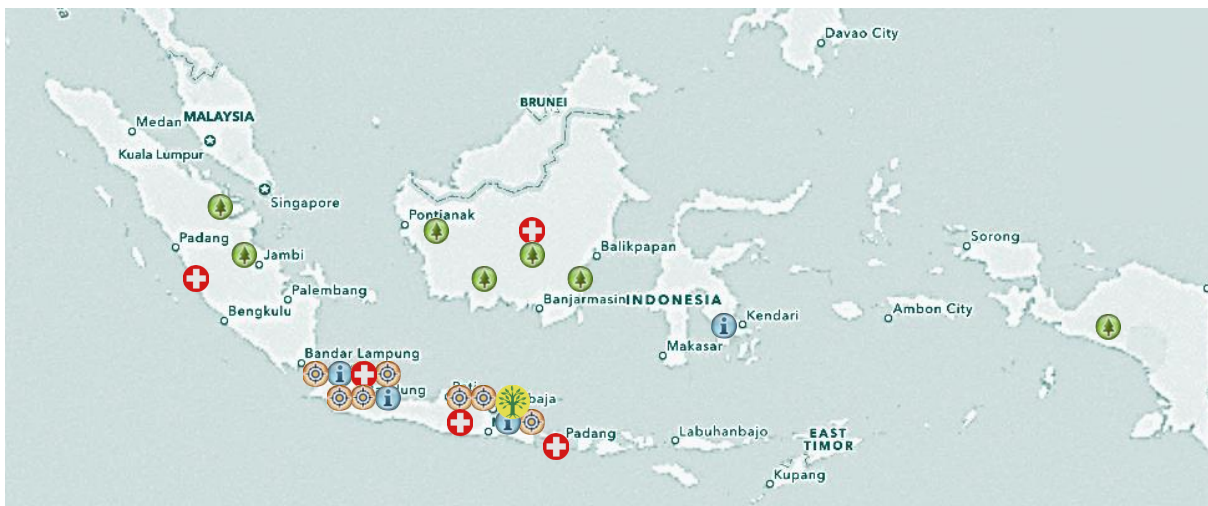 Davao City
BRUNEI
Medan
MALAYSIA
Kuala Lumpur
Singapore
Pontianak
Padang
Jambi
Balikpapan
Sorong
Palembang
Banjarmasin
INDONESIA
Bengkulu
Kendari
Ambon City
Makasar
Bandar Lampung
Padang
Labuhanbajo
EAST
TIMOR
Kupang